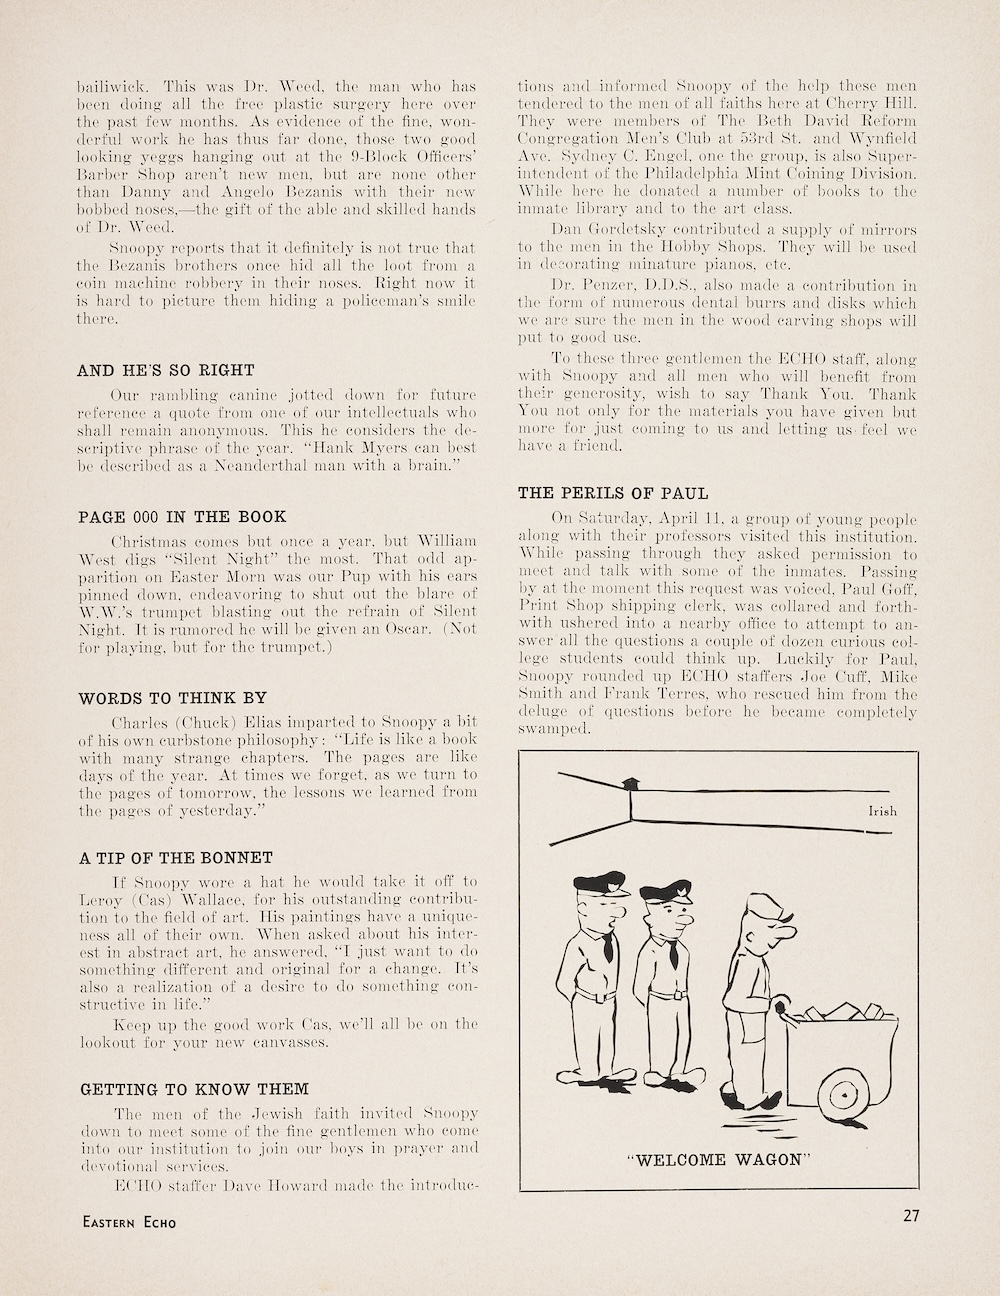 bailiwick. This was Dr. Weed, the man who has
been doing all the free plastic surgery here over
the past few months. As evidence of the fine, won-
derful work he has thus far done, those two good
looking yeggs hanging out at the 9-Block Officers'
Barber Shop aren't new men, but are none other
than Danny and Angelo Bezanis with their new
bobbed noses,—the gift of the able and skilled hands
of Dr. Weed.
Snoopy reports that it definitely is not true that
the Bezanis brothers once hid all the loot from a
coin machine robbery in their noses. Right now it
is hard to picture them hiding a policeman's smile
there.
AND HE'S SO RIGHT
Our rambling canine jotted down for future
reference a quote from one of our intellectuals who
shall remain anonymous. This he considers the de-
scriptive phrase of the year. "Hank Myers can best
be described as a Neanderthal man with a brain."
PAGE 000 IN THE BOOK
Christmas comes but once a year, but William
West digs "Silent Night" the most. That odd ap-
parition on Easter Morn was our Pup with his ears
pinned down, endeavoring to shut out the blare of
W.W.'s trumpet blasting out the refrain of Silent
Night. It is rumored he will be given an Oscar. (Not
for playing, but for the trumpet.)
WORDS TO THINK BY
Charles (Chuck) Elias imparted to Snoopy a bit
of his own curbstone philosophy: "Life is like a book
with many strange chapters. The pages are like
days of the year. At times we forget, as we turn to
the pages of tomorrow, the lessons we learned from
the pages of yesterday."
A TIP OF THE BONNET
If Snoopy wore a hat he would take it off to
Leroy (Cas) Wallace, for his outstanding contribu-
tion to the field of art. His paintings have a unique-
ness all of their own. When asked about his inter-
est in abstract art, he answered, "I just want to do
something different and original for a change. It's
also a realization of a desire to do something con-
structive in life."
Keep up the good work Cas, we'll all be on the
lookout for your new canvasses.
GETTING TO KNOW THEM
The men of the Jewish faith invited Snoopy
down to meet some of the fine gentlemen who come
into our institution to join our boys in prayer and
devotional services.
ECHO staffer Dave Howard made the introduc-
tions and informed Snoopy of the help these men
tendered to the men of all faiths here at Cherry Hill.
They were members of The Beth David Reform
Congregation Men's Club at 53rd St. and Wynfield
Ave. Sydney C. Engel, one the group, is also Super-
intendent of the Philadelphia Mint Coining Division.
While here he donated a number of books to the
inmate library and to the art class.
Dan Gordetsky contributed a supply of mirrors
to the men in the Hobby Shops. They will be used
in decorating minature pianos, etc.
Dr. Penzer, D.D.S., also made a contribution in
the form of numerous dental burrs and disks which
we are sure the men in the wood carving shops will
put to good use.
To these three gentlemen the ECHO staff, along
with Snoopy and all men who will benefit from
their generosity, wish to say Thank You. Thank
You not only for the materials you have given but
more for just coming to us and letting us feel we
have a friend.
THE PERILS OF PAUL
On Saturday, April 11, a group of young people
along with their professors visited this institution.
While passing through they asked permission to
meet and talk with some of the inmates. Passing
by at the moment this request was voiced, Paul Goff,
Print Shop shipping clerk, was collared and forth-
with ushered into a nearby office to attempt to an-
swer all the questions a couple of dozen curious col-
lege students could think up. Luckily for Paul,
Snoopy rounded up ECHO staffers Joe Cuff, Mike
Smith and Frank Terres, who rescued him from the
deluge of questions before he became completely
swamped.
Irish
"WELCOME WAGON"
EASTERN ECHO
27